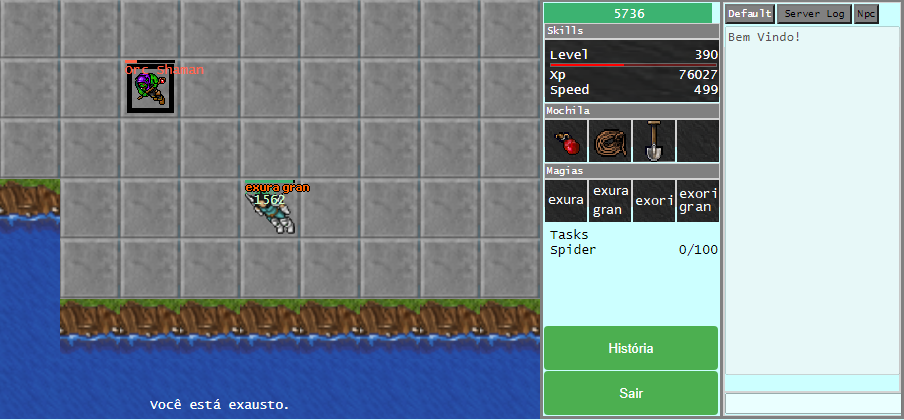 Orc Shaman
exura gran
1562
Você está exausto.
5736
Skills
Level 390
Xp 76027
Speed 499
Mochila
Magias
exura
exura
gran
exori
exori
gran
Tasks
Spider 0/100
História
Sair
Default Server Log Npc
Bem Vindo!